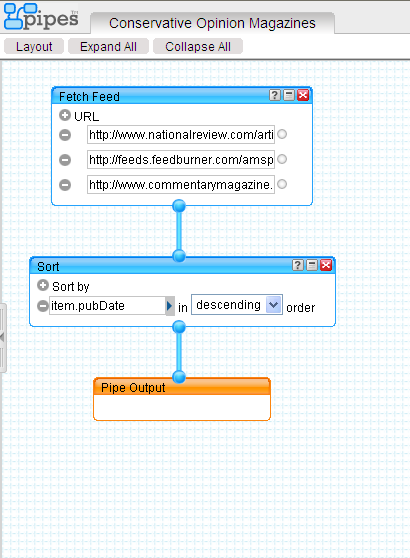 pipes™ Conservative Opinion Magazines
Layout Expand All Collapse All
Fetch Feed ?
URL
http://www.nationalreview.com/arti
http://feeds.feedburner.com/amsp
http://www.commentarymagazine.
Sort ?
Sort by
item.pubDate in descending order
Pipe Output